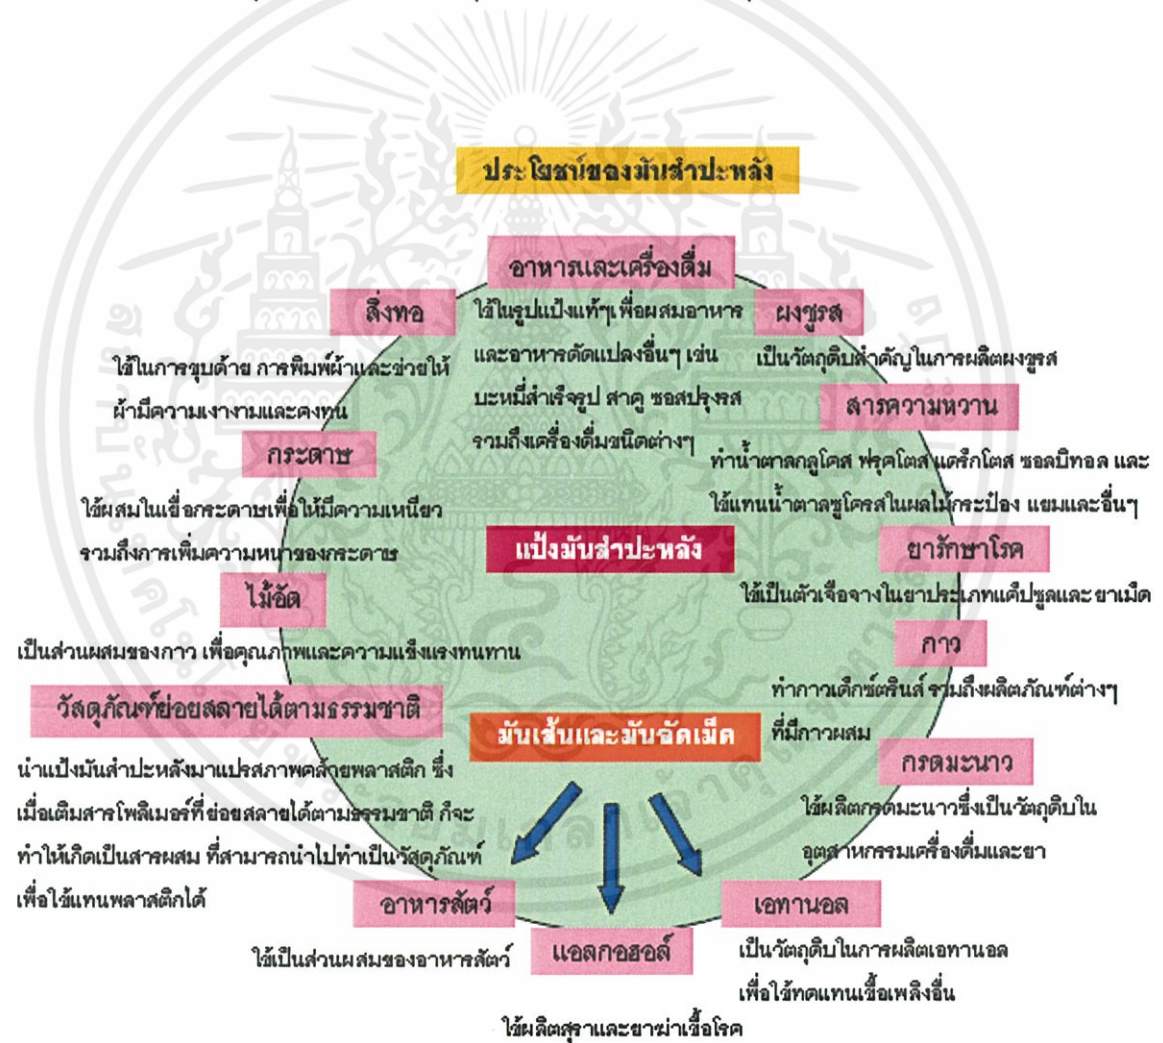 ประโยชน์ของมันสำปะหลัง
อาหารและเครื่องดื่ม
ใช้ในรูปแป้งแท้ๆเพื่อผสมอาหาร
และอาหารดัดแปลงอื่นๆ เช่น
บะหมี่สำเร็จรูป สาคู ซอสปรุงรส
รวมถึงเครื่องดื่มชนิดต่างๆ
ผงชูรส
เป็นวัตถุดิบสำคัญในการผลิตผงชูรส
สารความหวาน
ทำน้ำตาลกลูโคส ฟรุคโตส แดร็กโตส ซอลบิทอล และ
ใช้แทนน้ำตาลซูโครสในผลไม้กระป๋อง แยมและอื่นๆ
ยารักษาโรค
ใช้เป็นตัวเจือจางในยาประเภทแค็ปซูลและยาเม็ด
กาว
ทำกาวเด็กซ์ตรินส์ รวมถึงผลิตภัณฑ์ต่างๆ
ที่มีกาวผสม
กรดมะนาว
ใช้ผลิตกรดมะนาวซึ่งเป็นวัตถุดิบใน
อุตสาหกรรมเครื่องดื่มและยา
สิ่งทอ
ใช้ในการชุบด้าย การพิมพ์ผ้าและช่วยให้
ผ้ามีความเงางามและคงทน
กระดาษ
ใช้ผสมในเยื่อกระดาษเพื่อให้มีความเหนียว
รวมถึงการเพิ่มความหนาของกระดาษ
ไม้อัด
เป็นส่วนผสมของกาว เพื่อคุณภาพและความแข็งแรงทนทาน
วัสดุภัณฑ์ย่อยสลายได้ตามธรรมชาติ
นำแป้งมันสำปะหลังมาแปรสภาพคล้ายพลาสติก ซึ่ง
เมื่อเติมสารโพลิเมอร์ที่ย่อยสลายได้ตามธรรมชาติ ก็จะ
ทำให้เกิดเป็นสารผสม ที่สามารถนำไปทำเป็นวัสดุภัณฑ์
เพื่อใช้แทนพลาสติกได้
แป้งมันสำปะหลัง
มันเส้นและมันอัดเม็ด
อาหารสัตว์
ใช้เป็นส่วนผสมของอาหารสัตว์
แอลกอฮอล์
ใช้ผลิตสุราและยาฆ่าเชื้อโรค
เอทานอล
เป็นวัตถุดิบในการผลิตเอทานอล
เพื่อใช้ทดแทนเชื้อเพลิงอื่น